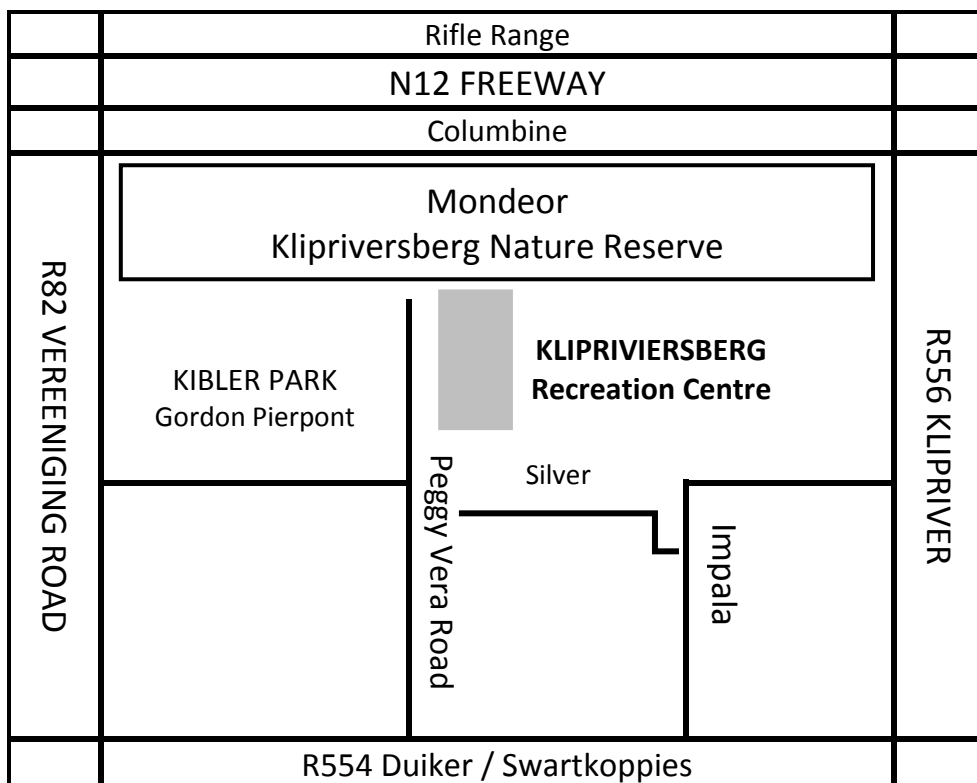 Rifle Range
N12 FREEWAY
Columbine
Mondeor
Klipriversberg Nature Reserve
R82 VEREENIGING ROAD
KIBLER PARK
Gordon Pierpont
KLIPRIVIERSBERG
Recreation Centre
R556 KLIPRIVER
Peggy Vera Road
Silver
Impala
R554 Duiker / Swartkoppies